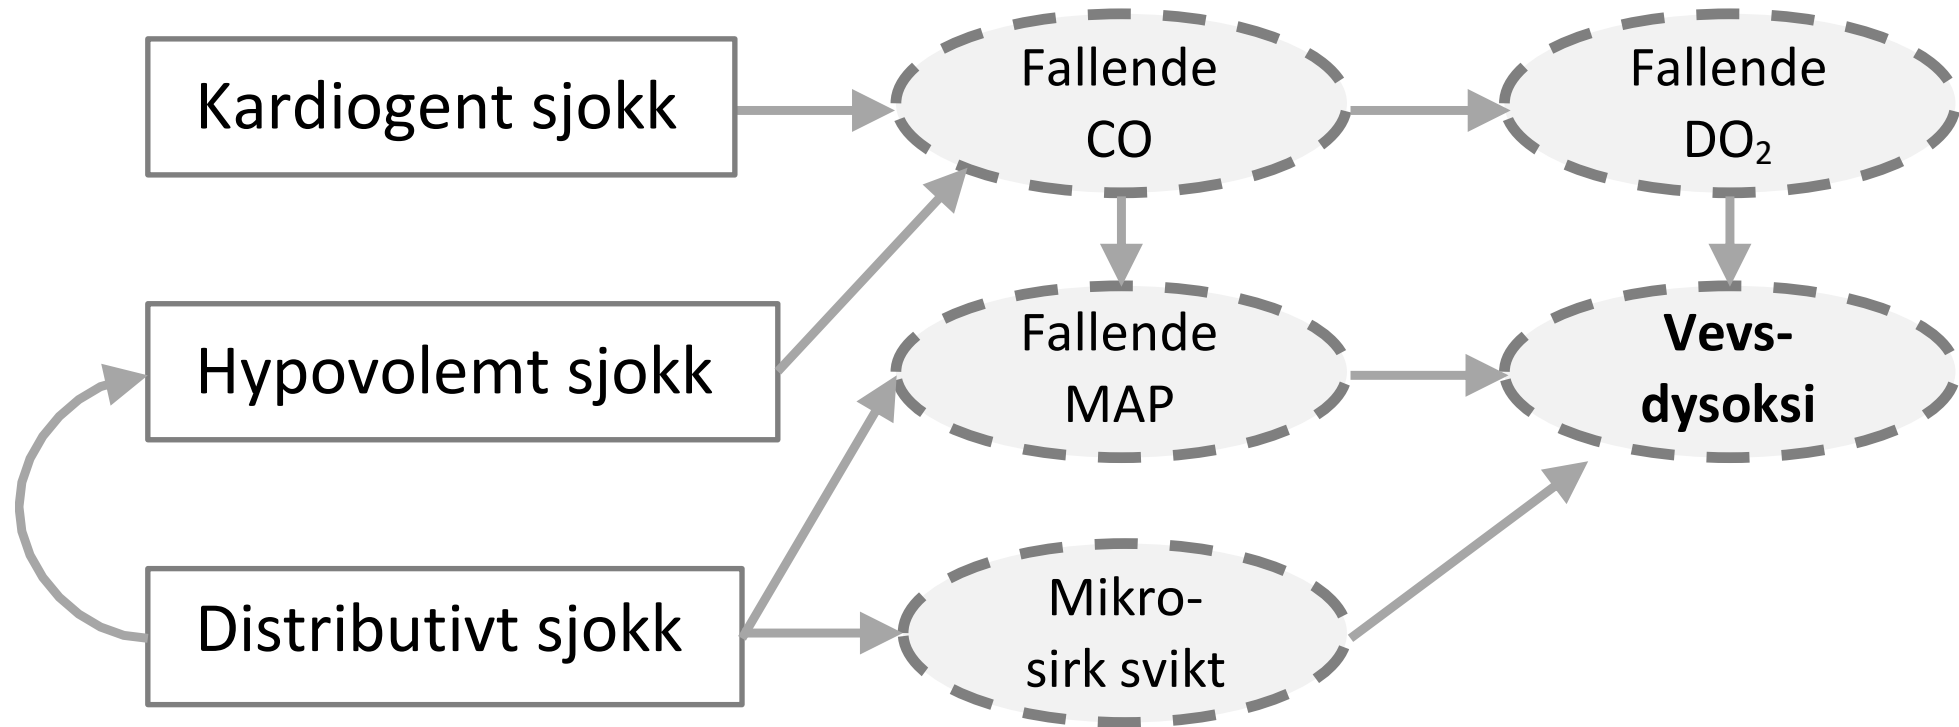 Kardiogent sjokk
Fallende
CO
Fallende
DO₂
Hypovolemt sjokk
Fallende
MAP
Vevs-
dysoksi
Distributivt sjokk
Mikro-
sirk svikt